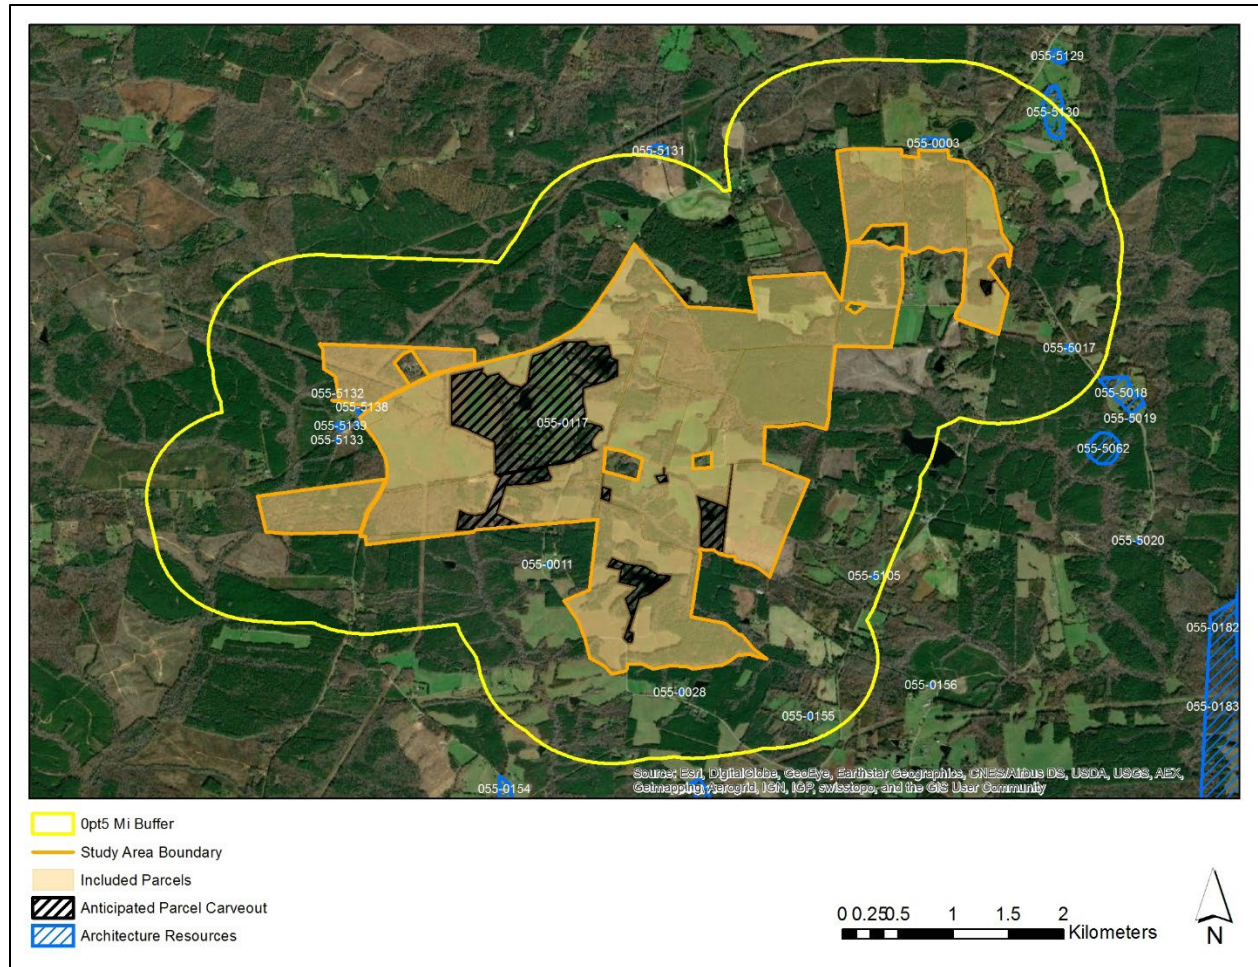 055-5129
055-5130
055-0003
055-5131
055-5017
055-5132
055-5138
055-5018
055-5019
055-0117
055-5139
055-5133
055-5062
055-5020
055-0011
055-5105
055-0182
055-0156
055-0028
055-0183
055-0155
055-0154
Source: Esri, DigitalGlobe, GeoEye, Earthstar Geographics, CNES/Airbus DS, USDA, USGS, AEX,
Getmapping, Aerogrid, IGN, IGP, swisstopo, and the GIS User Community
0pt5 Mi Buffer
Study Area Boundary
Included Parcels
Anticipated Parcel Carveout
Architecture Resources
0 0.25 0.5 1 1.5 2
Kilometers
N